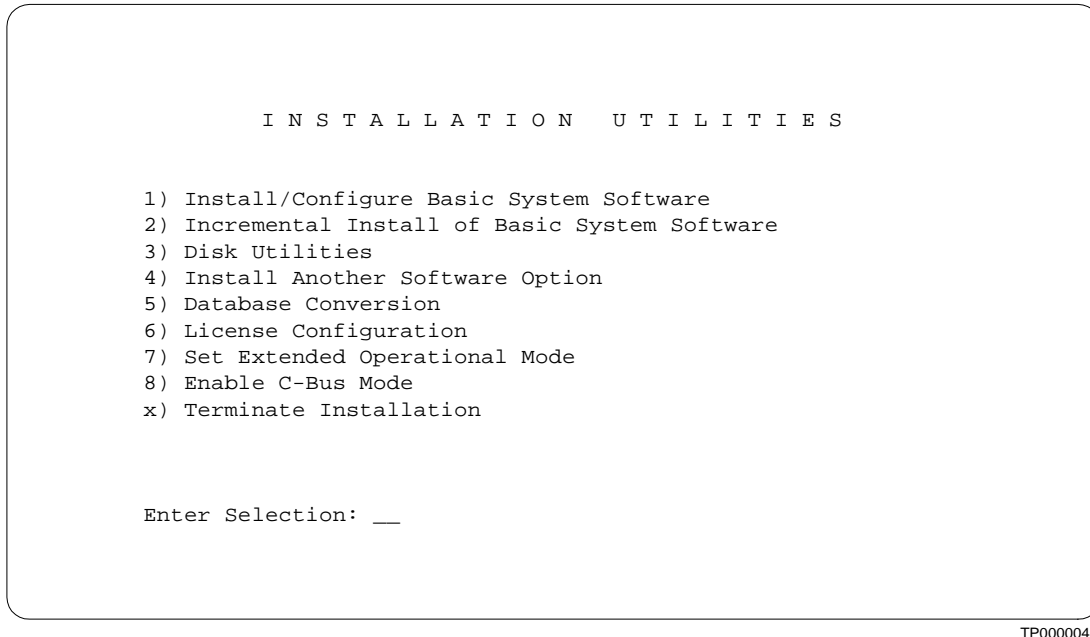 I N S T A L L A T I O N   U T I L I T I E S
1) Install/Configure Basic System Software
2) Incremental Install of Basic System Software
3) Disk Utilities
4) Install Another Software Option
5) Database Conversion
6) License Configuration
7) Set Extended Operational Mode
8) Enable C-Bus Mode
x) Terminate Installation
Enter Selection: __
TP000004